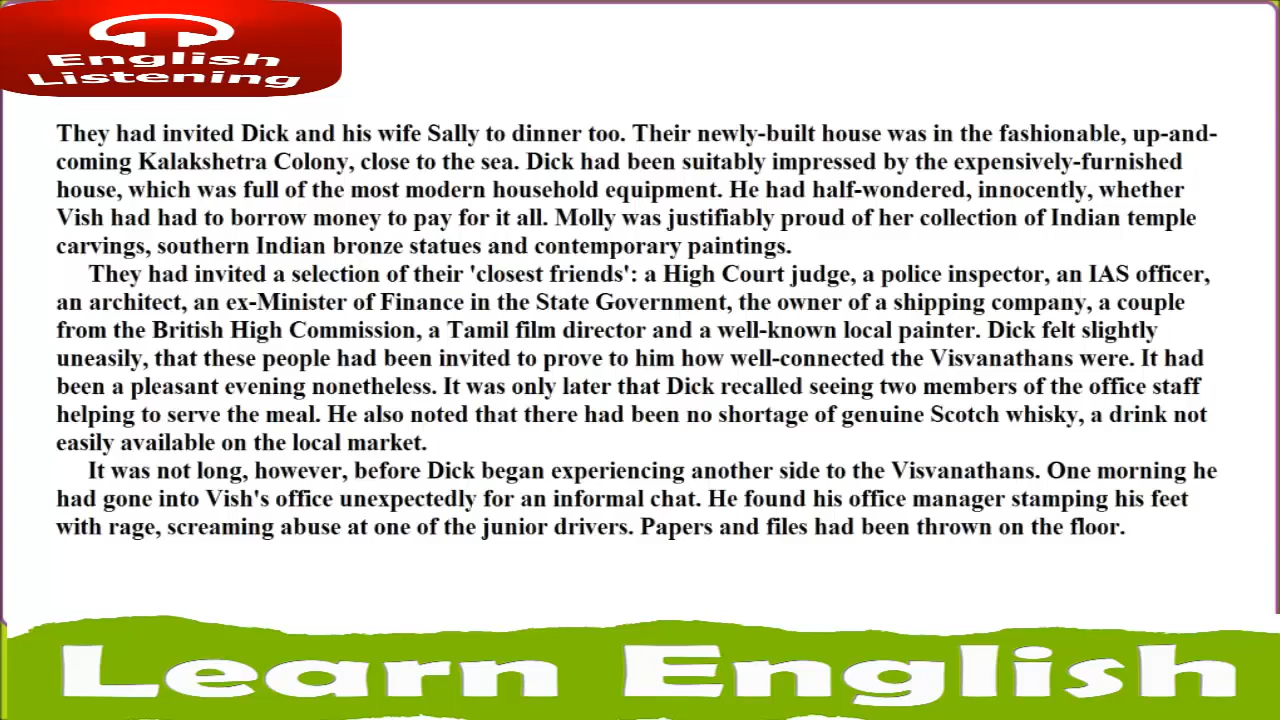 English
Listening
They had invited Dick and his wife Sally to dinner too. Their newly-built house was in the fashionable, up-and-
coming Kalakshetra Colony, close to the sea. Dick had been suitably impressed by the expensively-furnished
house, which was full of the most modern household equipment. He had half-wondered, innocently, whether
Vish had had to borrow money to pay for it all. Molly was justifiably proud of her collection of Indian temple
carvings, southern Indian bronze statues and contemporary paintings.
They had invited a selection of their 'closest friends': a High Court judge, a police inspector, an IAS officer,
an architect, an ex-Minister of Finance in the State Government, the owner of a shipping company, a couple
from the British High Commission, a Tamil film director and a well-known local painter. Dick felt slightly
uneasily, that these people had been invited to prove to him how well-connected the Visvanathans were. It had
been a pleasant evening nonetheless. It was only later that Dick recalled seeing two members of the office staff
helping to serve the meal. He also noted that there had been no shortage of genuine Scotch whisky, a drink not
easily available on the local market.
It was not long, however, before Dick began experiencing another side to the Visvanathans. One morning he
had gone into Vish's office unexpectedly for an informal chat. He found his office manager stamping his feet
with rage, screaming abuse at one of the junior drivers. Papers and files had been thrown on the floor.
Learn English